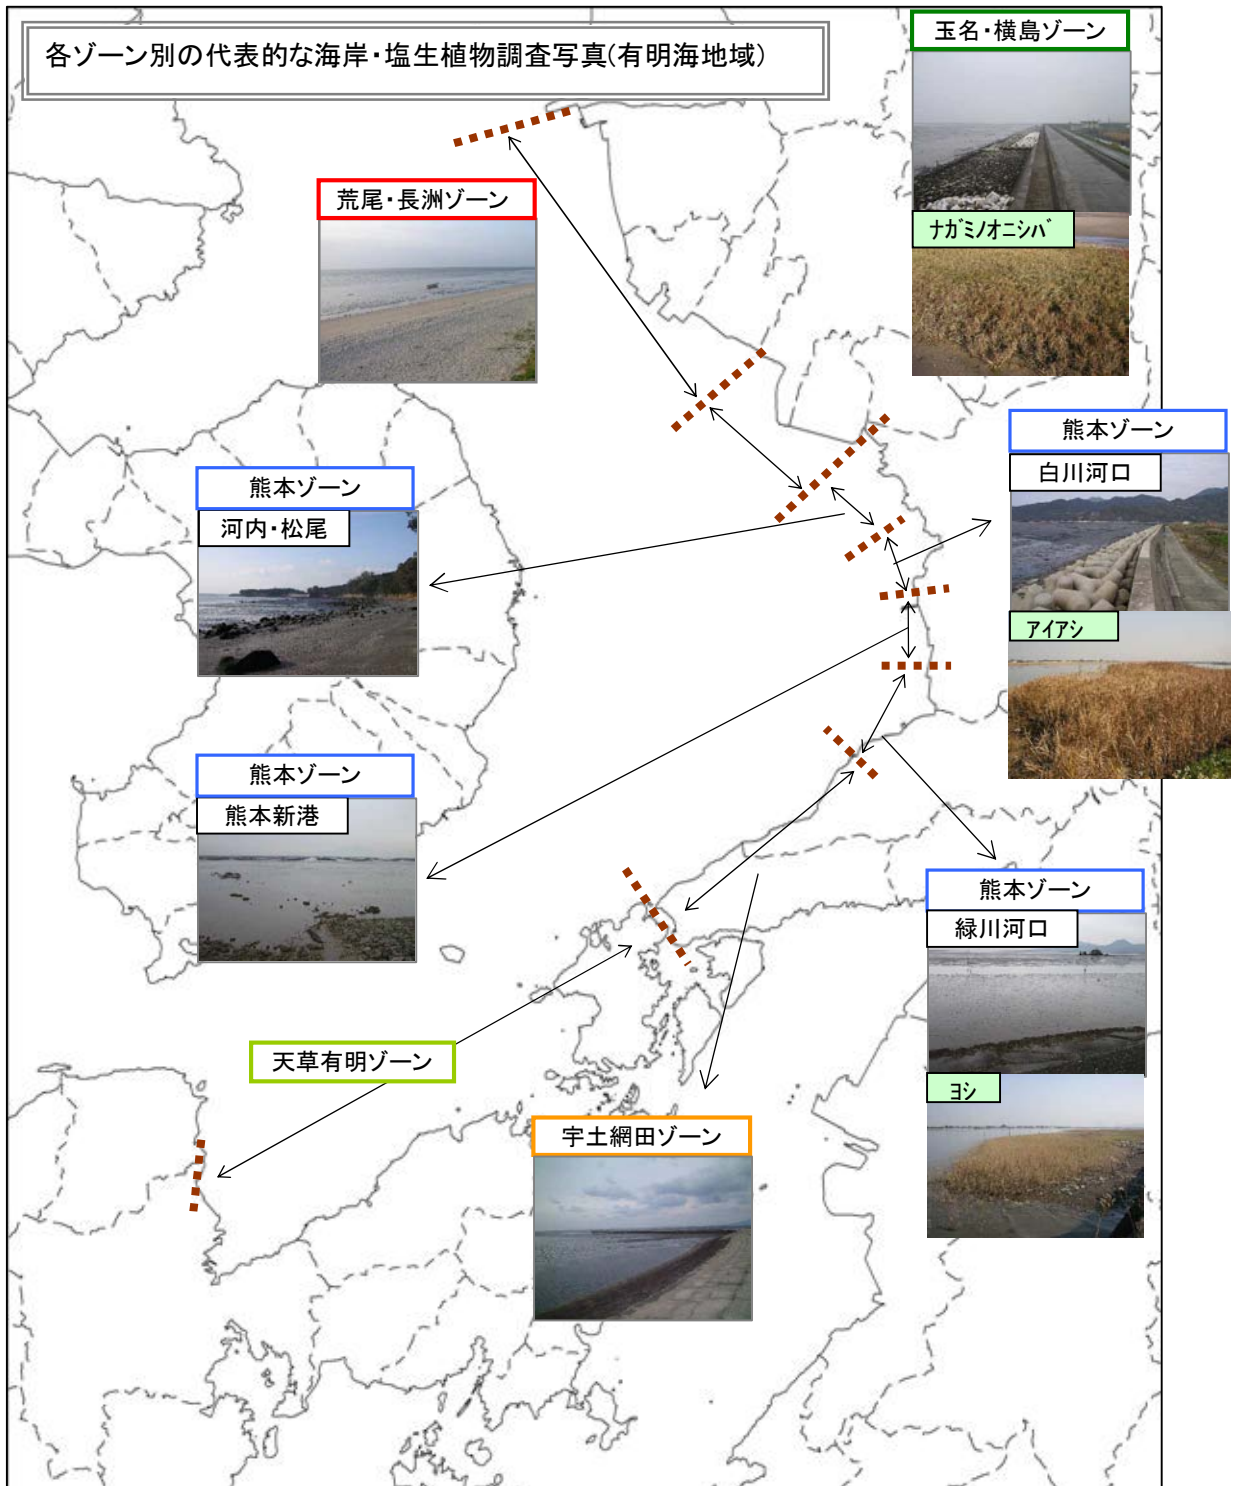 各ゾーン別の代表的な海岸・塩生植物調査写真(有明海地域)
玉名・横島ゾーン
ナガミノオニシバ
荒尾・長洲ゾーン
熊本ゾーン
白川河口
アイアシ
熊本ゾーン
河内・松尾
熊本ゾーン
熊本新港
熊本ゾーン
緑川河口
ヨシ
天草有明ゾーン
宇土網田ゾーン